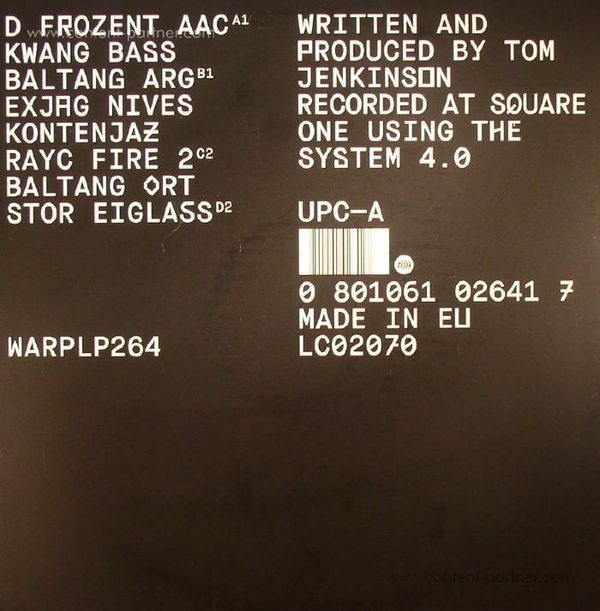 D FROZENT AAC A1
KWANG BASS
BALTANG ARG B1
EXJAG NIVES
KONTENJAZ
RAYC FIRE 2 C2
BALTANG ORT
STOR EIGLASS D2
WARPLP264
WRITTEN AND
PRODUCED BY TOM
JENKINSON
RECORDED AT SQUARE
ONE USING THE
SYSTEM 4.0
UPC-A
0 801061 02641 7
MADE IN EU
LC02070
www.content-partner.com
www.content-partner.com